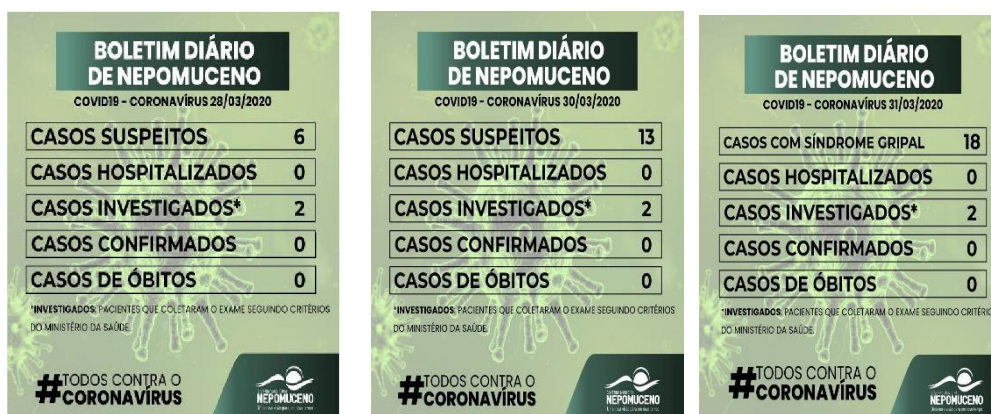 BOLETIM DIÁRIO
DE NEPOMUCENO
COVID19 - CORONAVÍRUS 28/03/2020
CASOS SUSPEITOS 6
CASOS HOSPITALIZADOS 0
CASOS INVESTIGADOS* 2
CASOS CONFIRMADOS 0
CASOS DE ÓBITOS 0
*INVESTIGADOS: PACIENTES QUE COLETARAM O EXAME SEGUINDO CRITÉRIOS
DO MINISTÉRIO DA SAÚDE.
#TODOS CONTRA O
CORONAVÍRUS
NEPOMUCENO
BOLETIM DIÁRIO
DE NEPOMUCENO
COVID19 - CORONAVÍRUS 30/03/2020
CASOS SUSPEITOS 13
CASOS HOSPITALIZADOS 0
CASOS INVESTIGADOS* 2
CASOS CONFIRMADOS 0
CASOS DE ÓBITOS 0
*INVESTIGADOS: PACIENTES QUE COLETARAM O EXAME SEGUINDO CRITÉRIOS
DO MINISTÉRIO DA SAÚDE.
#TODOS CONTRA O
CORONAVÍRUS
NEPOMUCENO
BOLETIM DIÁRIO
DE NEPOMUCENO
COVID19 - CORONAVÍRUS 31/03/2020
CASOS COM SÍNDROME GRIPAL 18
CASOS HOSPITALIZADOS 0
CASOS INVESTIGADOS* 2
CASOS CONFIRMADOS 0
CASOS DE ÓBITOS 0
*INVESTIGADOS: PACIENTES QUE COLETARAM O EXAME SEGUINDO CRITÉRIO
DO MINISTÉRIO DA SAÚDE.
#TODOS CONTRA O
CORONAVÍRUS
NEPOMUCENO